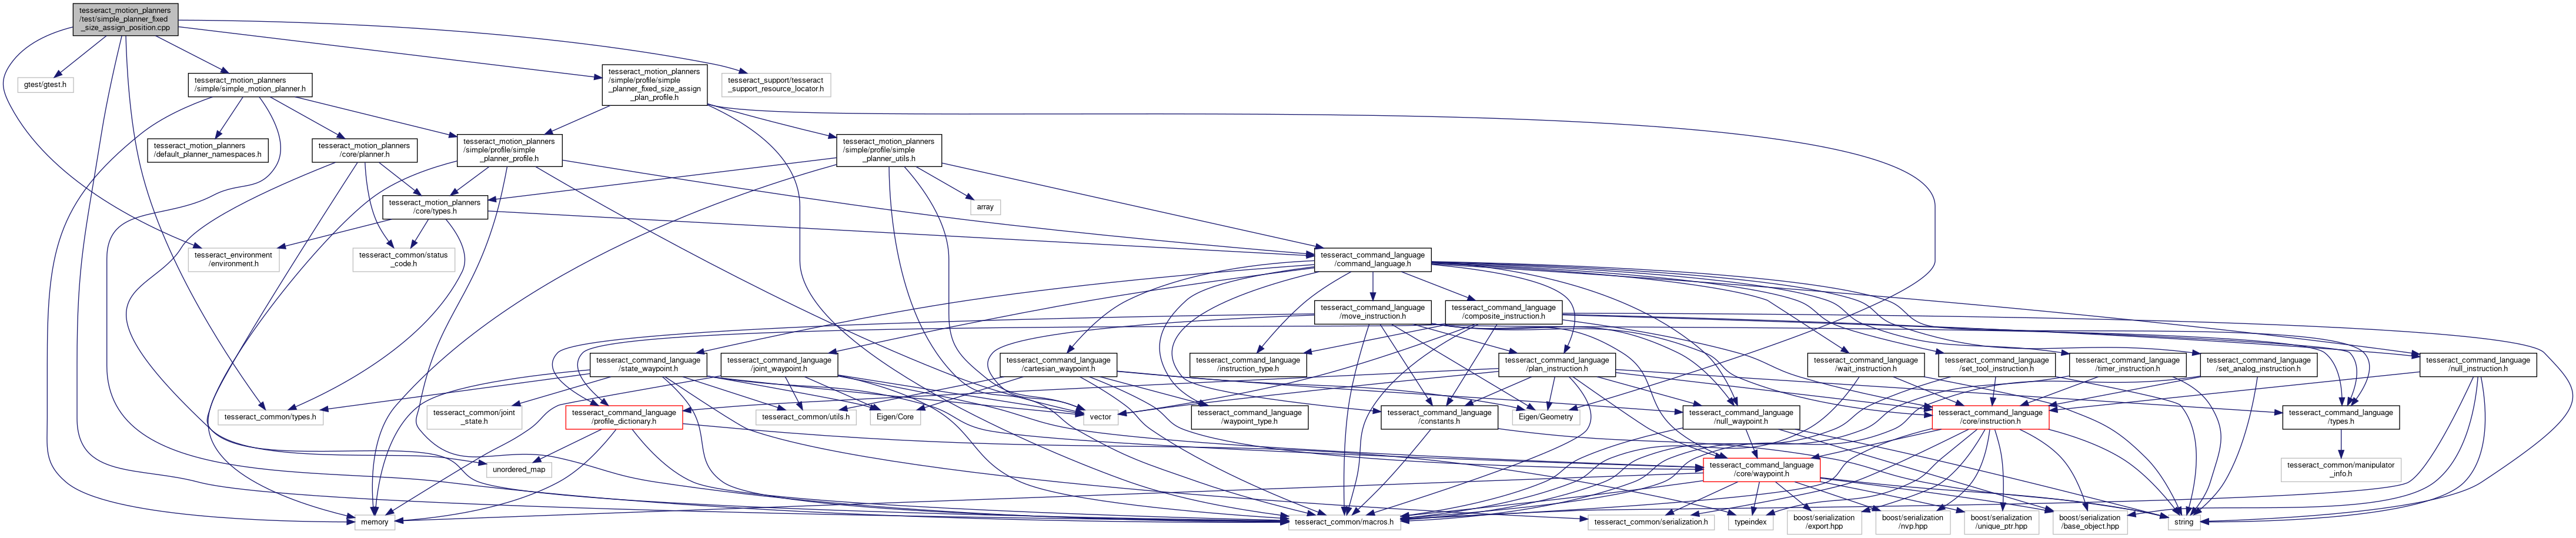 tesseract_motion_planners
/test/simple_planner_fixed
_size_assign_position.cpp
gtest/gtest.h
tesseract_motion_planners
/simple/simple_motion_planner.h
tesseract_motion_planners
/simple/profile/simple
_planner_fixed_size_assign
_plan_profile.h
tesseract_support/tesseract
_support_resource_locator.h
tesseract_motion_planners
/default_planner_namespaces.h
tesseract_motion_planners
/core/planner.h
tesseract_motion_planners
/simple/profile/simple
_planner_profile.h
tesseract_motion_planners
/simple/profile/simple
_planner_utils.h
tesseract_motion_planners
/core/types.h
array
tesseract_environment
/environment.h
tesseract_common/status
_code.h
tesseract_command_language
/command_language.h
tesseract_command_language
/move_instruction.h
tesseract_command_language
/composite_instruction.h
tesseract_command_language
/state_waypoint.h
tesseract_command_language
/joint_waypoint.h
tesseract_command_language
/cartesian_waypoint.h
tesseract_command_language
/instruction_type.h
tesseract_command_language
/plan_instruction.h
tesseract_command_language
/wait_instruction.h
tesseract_command_language
/set_tool_instruction.h
tesseract_command_language
/timer_instruction.h
tesseract_command_language
/set_analog_instruction.h
tesseract_command_language
/null_instruction.h
tesseract_common/types.h
tesseract_common/joint
_state.h
tesseract_command_language
/profile_dictionary.h
tesseract_common/utils.h
Eigen/Core
vector
tesseract_command_language
/waypoint_type.h
tesseract_command_language
/constants.h
Eigen/Geometry
tesseract_command_language
/null_waypoint.h
tesseract_command_language
/core/instruction.h
tesseract_command_language
/types.h
unordered_map
tesseract_command_language
/core/waypoint.h
tesseract_common/manipulator
_info.h
memory
tesseract_common/macros.h
tesseract_common/serialization.h
typeindex
boost/serialization
/export.hpp
boost/serialization
/nvp.hpp
boost/serialization
/unique_ptr.hpp
boost/serialization
/base_object.hpp
string